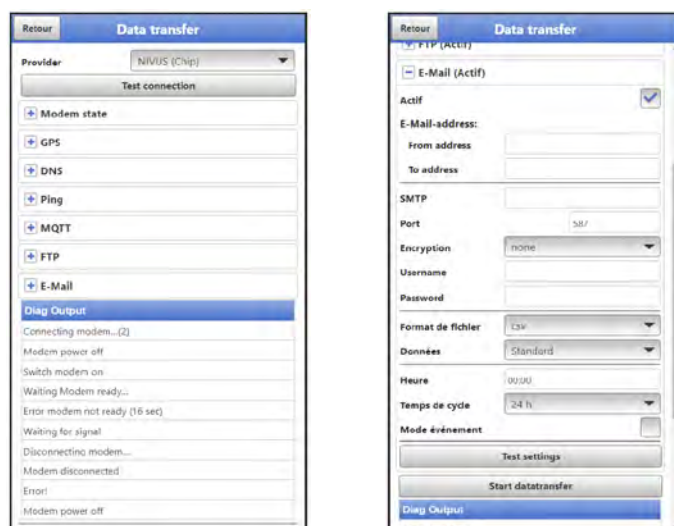 Retour
Data transfer
Provider
NIVUS (Chip)
Test connection
Modem state
GPS
DNS
Ping
MQTT
FTP
E-Mail
Diag Output
Connecting modem...(2)
Modem power off
Switch modem on
Waiting Modem ready...
Error modem not ready (16 sec)
Waiting for signal
Disconnecting modem...
Modem disconnected
Error!
Modem power off
Retour
Data transfer
FTP (Actif)
E-Mail (Actif)
Actif
E-Mail-address:
From address
To address
SMTP
Port
587
Encryption
none
Username
Password
Format de fichier
csv
Données
Standard
Heure
00:00
Temps de cycle
24 h
Mode événement
Test settings
Start datatransfer
Diag Output